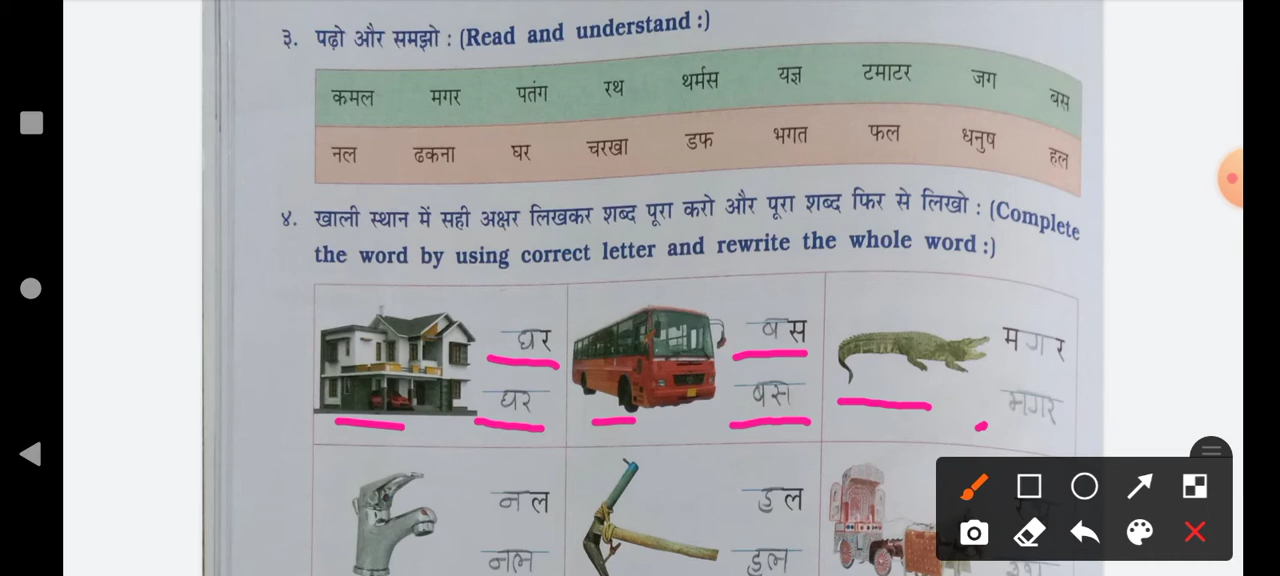 ३. पढ़ो और समझो : (Read and understand :)
कमल मगर पतंग रथ थर्मस यज्ञ टमाटर जग बस
नल ढकना घर चरखा डफ भगत फल धनुष हल
४. खाली स्थान में सही अक्षर लिखकर शब्द पूरा करो और पूरा शब्द फिर से लिखो : (Complete
the word by using correct letter and rewrite the whole word :)
घर बस मगर
घर बस मगर
नल हल
नल हल